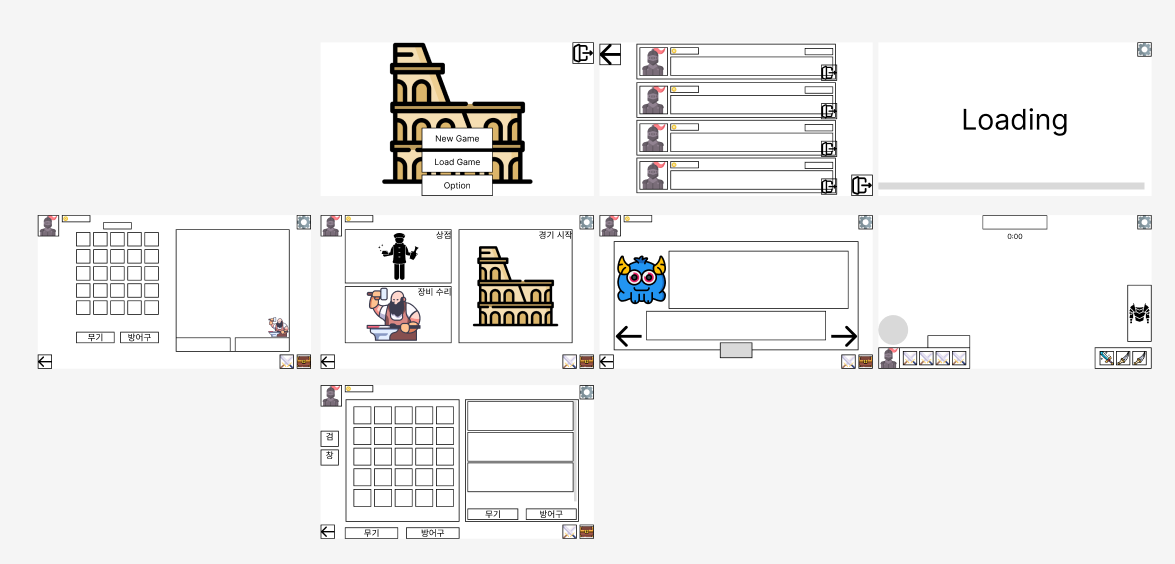 New Game
Load Game
Option
Loading
무기
방어구
상점
장비 수리
경기 시작
0:00
검
창
무기
방어구
무기
방어구